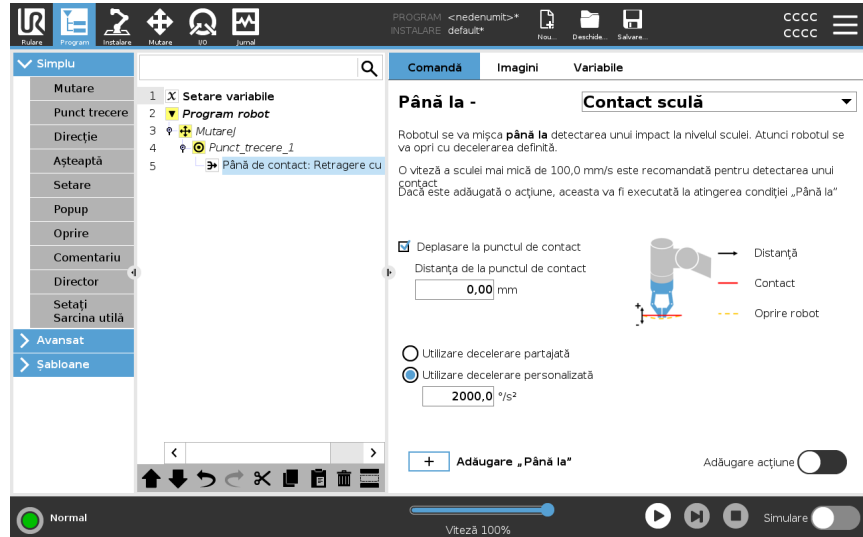 UR
Rulare
Program
Instalare
Mutare
I/O
Jurnal
PROGRAM <nedenumit>*
INSTALARE default*
Nou...
Deschide...
Salvare...
cccc
cccc
Simplu
Mutare
Punct trecere
Direcție
Așteaptă
Setare
Popup
Oprire
Comentariu
Director
Setați
Sarcina utilă
Avansat
Șabloane
1 X Setare variabile
2 Program robot
3 MutareJ
4 Punct_trecere_1
5 Până de contact: Retragere cu
Comandă Imagini Variabile
Până la - Contact sculă
Robotul se va mișca până la detectarea unui impact la nivelul sculei. Atunci robotul se
va opri cu decelerarea definită.
O viteză a sculei mai mică de 100,0 mm/s este recomandată pentru detectarea unui
contact
Dacă este adăugată o acțiune, aceasta va fi executată la atingerea condiției „Până la”
Deplasare la punctul de contact
Distanța de la punctul de contact
0,00 mm
Distanță
Contact
Oprire robot
+
-
Utilizare decelerare partajată
Utilizare decelerare personalizată
2000,0 °/s²
+ Adăugare „Până la"
Adăugare acțiune
Normal
Viteză 100%
Simulare